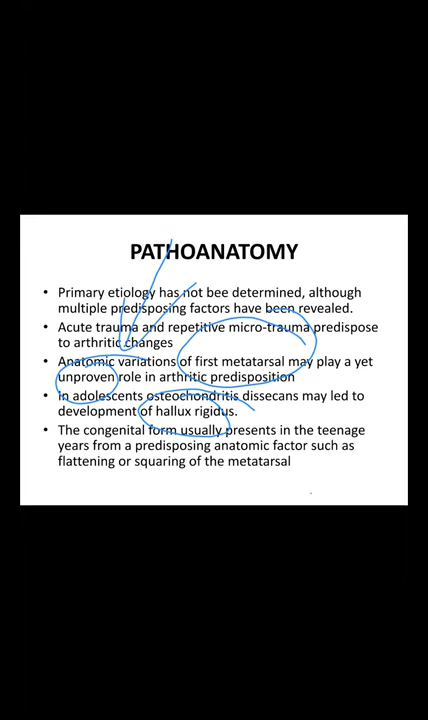 PATHOANATOMY
• Primary etiology has not bee determined, although
multiple predisposing factors have been revealed.
• Acute trauma and repetitive micro-trauma predispose
to arthritic changes
• Anatomic variations of first metatarsal may play a yet
unproven role in arthritic predisposition
• In adolescents osteochondritis dissecans may led to
development of hallux rigidus.
• The congenital form usually presents in the teenage
years from a predisposing anatomic factor such as
flattening or squaring of the metatarsal